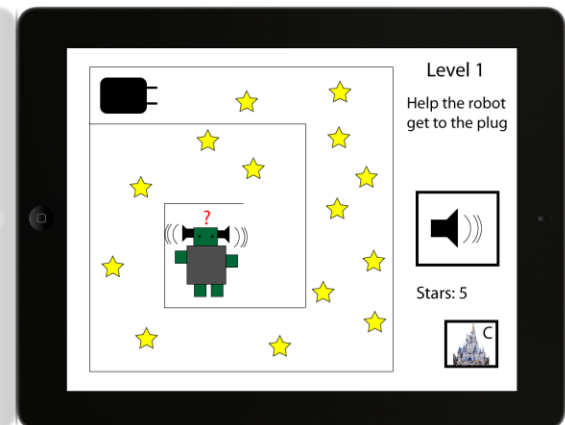 Level 1
Help the robot
get to the plug
?
Stars: 5
C